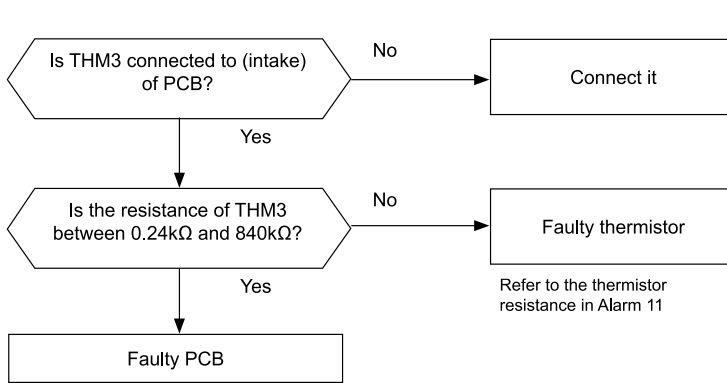 Is THM3 connected to (intake)
of PCB?
No
Connect it
Yes
Is the resistance of THM3
between 0.24kΩ and 840kΩ?
No
Faulty thermistor
Refer to the thermistor
resistance in Alarm 11
Yes
Faulty PCB